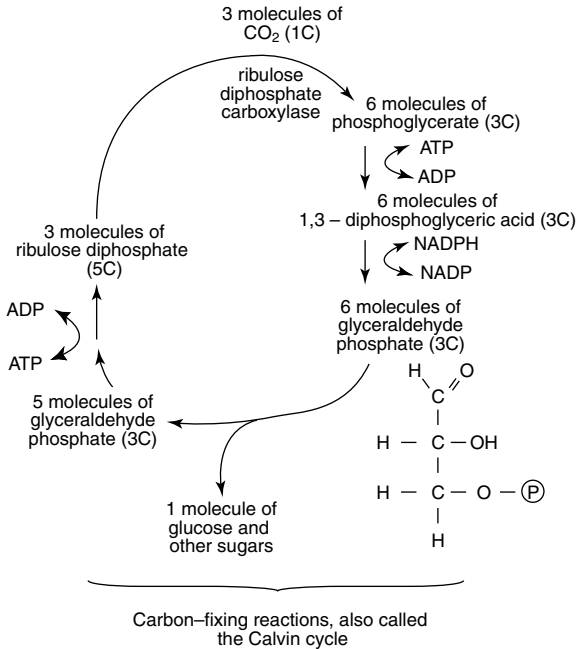 3 molecules of
CO₂ (1C)
ribulose
diphosphate
carboxylase
6 molecules of
phosphoglycerate (3C)
ATP
ADP
6 molecules of
1,3 – diphosphoglyceric acid (3C)
NADPH
NADP
6 molecules of
glyceraldehyde
phosphate (3C)
H O
C
H — C — OH
H — C — O — P
H
1 molecule of
glucose and
other sugars
5 molecules of
glyceraldehyde
phosphate (3C)
ADP
ATP
3 molecules of
ribulose diphosphate
(5C)
Carbon–fixing reactions, also called
the Calvin cycle